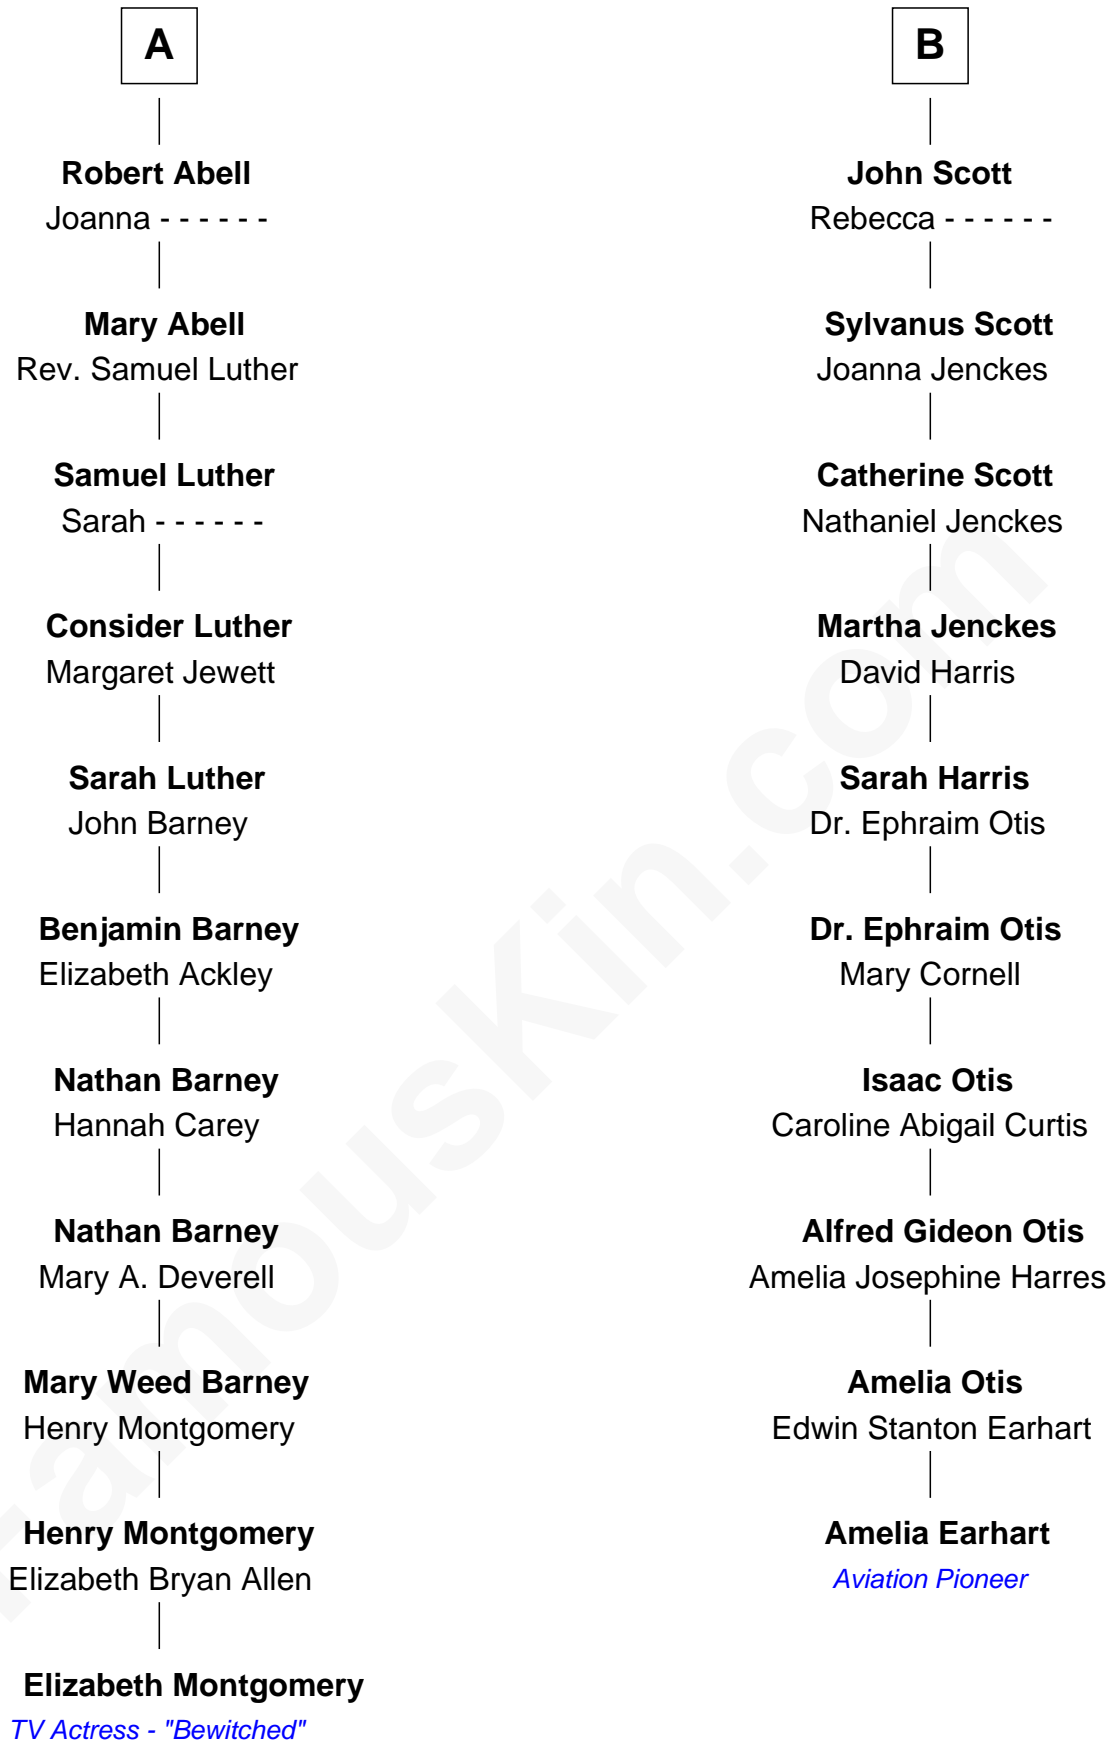 A
Robert Abell
Joanna - - - - - -
Mary Abell
Rev. Samuel Luther
Samuel Luther
Sarah - - - - - -
Consider Luther
Margaret Jewett
Sarah Luther
John Barney
Benjamin Barney
Elizabeth Ackley
Nathan Barney
Hannah Carey
Nathan Barney
Mary A. Deverell
Mary Weed Barney
Henry Montgomery
Henry Montgomery
Elizabeth Bryan Allen
Elizabeth Montgomery
TV Actress - "Bewitched"
B
John Scott
Rebecca - - - - - -
Sylvanus Scott
Joanna Jenckes
Catherine Scott
Nathaniel Jenckes
Martha Jenckes
David Harris
Sarah Harris
Dr. Ephraim Otis
Dr. Ephraim Otis
Mary Cornell
Isaac Otis
Caroline Abigail Curtis
Alfred Gideon Otis
Amelia Josephine Harres
Amelia Otis
Edwin Stanton Earhart
Amelia Earhart
Aviation Pioneer
FamousKin.com